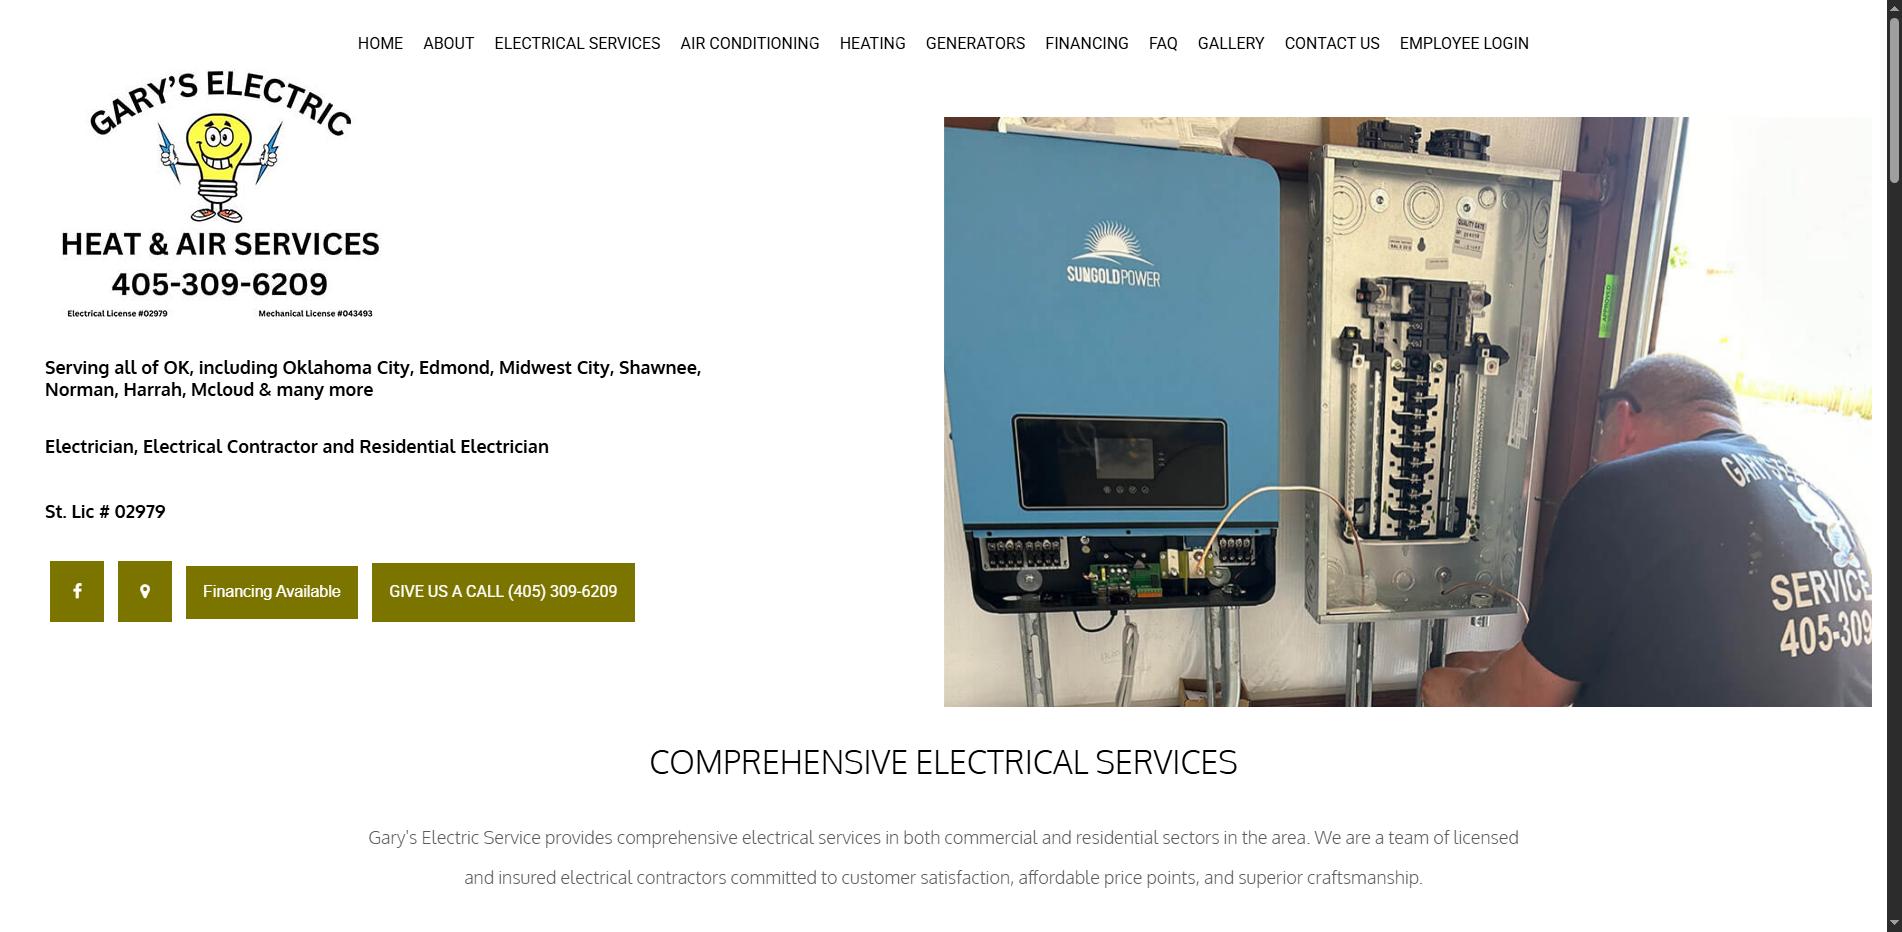 HOME ABOUT ELECTRICAL SERVICES AIR CONDITIONING HEATING GENERATORS FINANCING FAQ GALLERY CONTACT US EMPLOYEE LOGIN
GARY'S ELECTRIC
HEAT & AIR SERVICES
405-309-6209
Electrical License #02979 Mechanical License #043493
Serving all of OK, including Oklahoma City, Edmond, Midwest City, Shawnee,
Norman, Harrah, Mcloud & many more
Electrician, Electrical Contractor and Residential Electrician
St. Lic # 02979
Financing Available
GIVE US A CALL (405) 309-6209
SUNGOLDPOWER
QUALITY GATE
APPROVED
GARY'S
SERVICE
405-309
COMPREHENSIVE ELECTRICAL SERVICES
Gary's Electric Service provides comprehensive electrical services in both commercial and residential sectors in the area. We are a team of licensed
and insured electrical contractors committed to customer satisfaction, affordable price points, and superior craftsmanship.